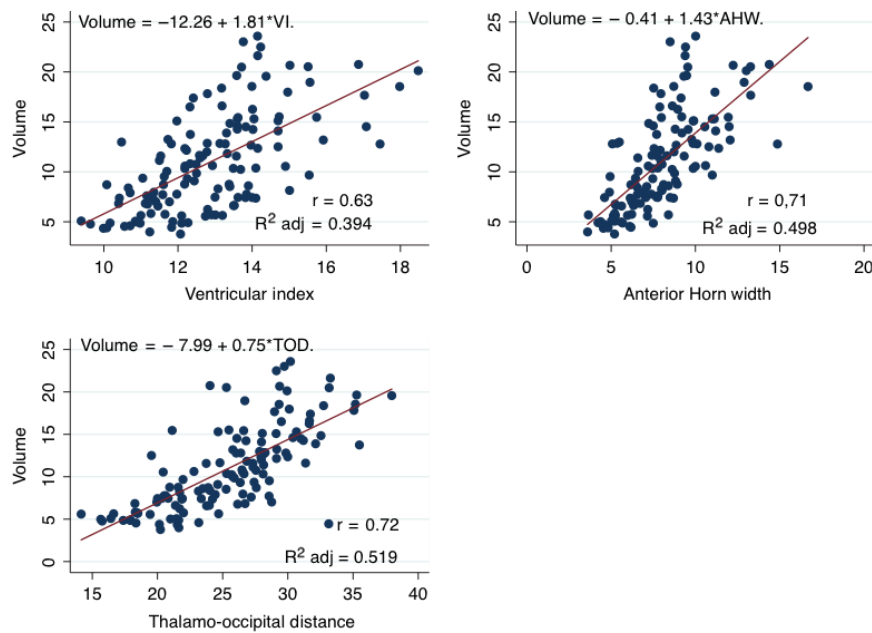 Volume = −12.26 + 1.81*VI.
Volume
25
20
15
10
5
r = 0.63
R² adj = 0.394
10 12 14 16 18
Ventricular index
Volume = − 0.41 + 1.43*AHW.
Volume
25
20
15
10
5
r = 0,71
R² adj = 0.498
0 5 10 15 20
Anterior Horn width
Volume = − 7.99 + 0.75*TOD.
Volume
25
20
15
10
5
0
r = 0.72
R² adj = 0.519
15 20 25 30 35 40
Thalamo-occipital distance